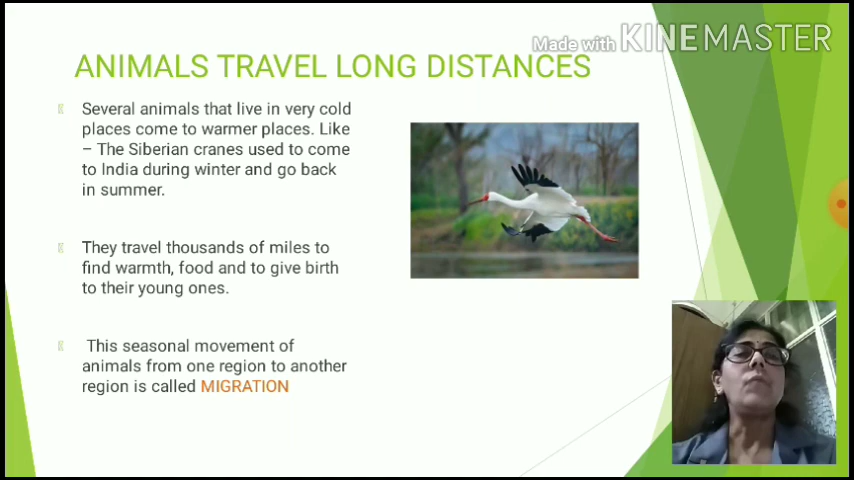 Made with KINEMASTER
ANIMALS TRAVEL LONG DISTANCES
Several animals that live in very cold
places come to warmer places. Like
– The Siberian cranes used to come
to India during winter and go back
in summer.
They travel thousands of miles to
find warmth, food and to give birth
to their young ones.
This seasonal movement of
animals from one region to another
region is called MIGRATION